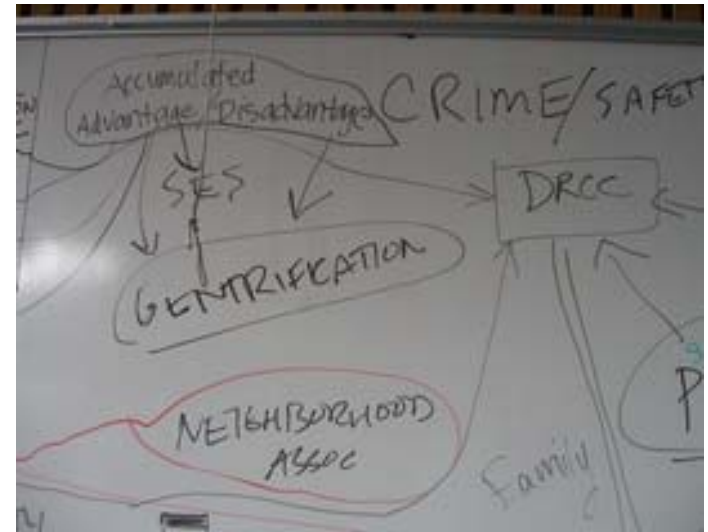 Accumulated
Advantage/Disadvantage
CRIME/SAFET
SES
DRCC
GENTRIFICATION
P
NEIGHBORHOOD
ASSOC
Family